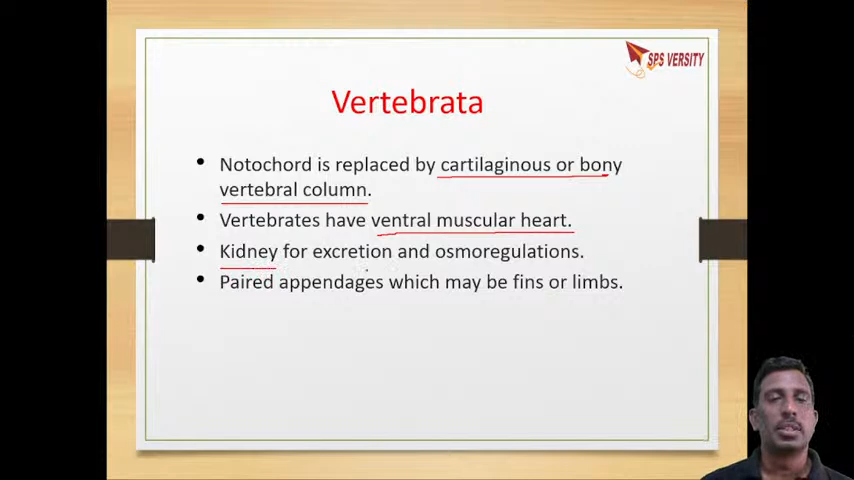 SPS VERSITY
Vertebrata
• Notochord is replaced by cartilaginous or bony
vertebral column.
• Vertebrates have ventral muscular heart.
• Kidney for excretion and osmoregulations.
• Paired appendages which may be fins or limbs.